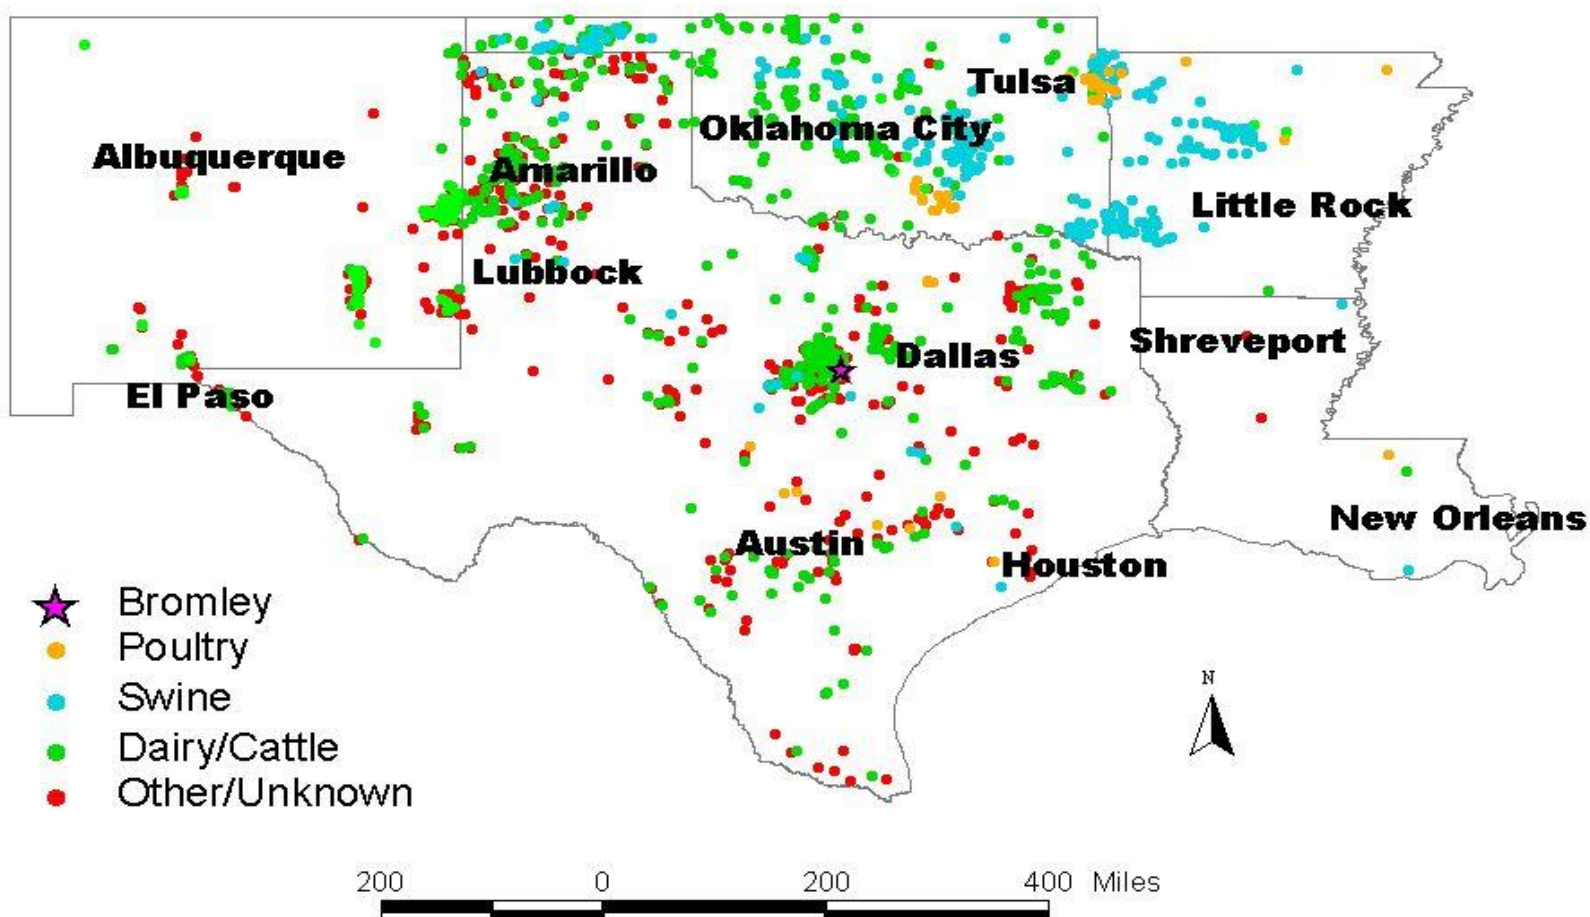 Tulsa
Oklahoma City
Albuquerque
Amarillo
Little Rock
Lubbock
Shreveport
Dallas
El Paso
New Orleans
Austin
Houston
Bromley
Poultry
Swine
Dairy/Cattle
Other/Unknown
N
200 0 200 400 Miles